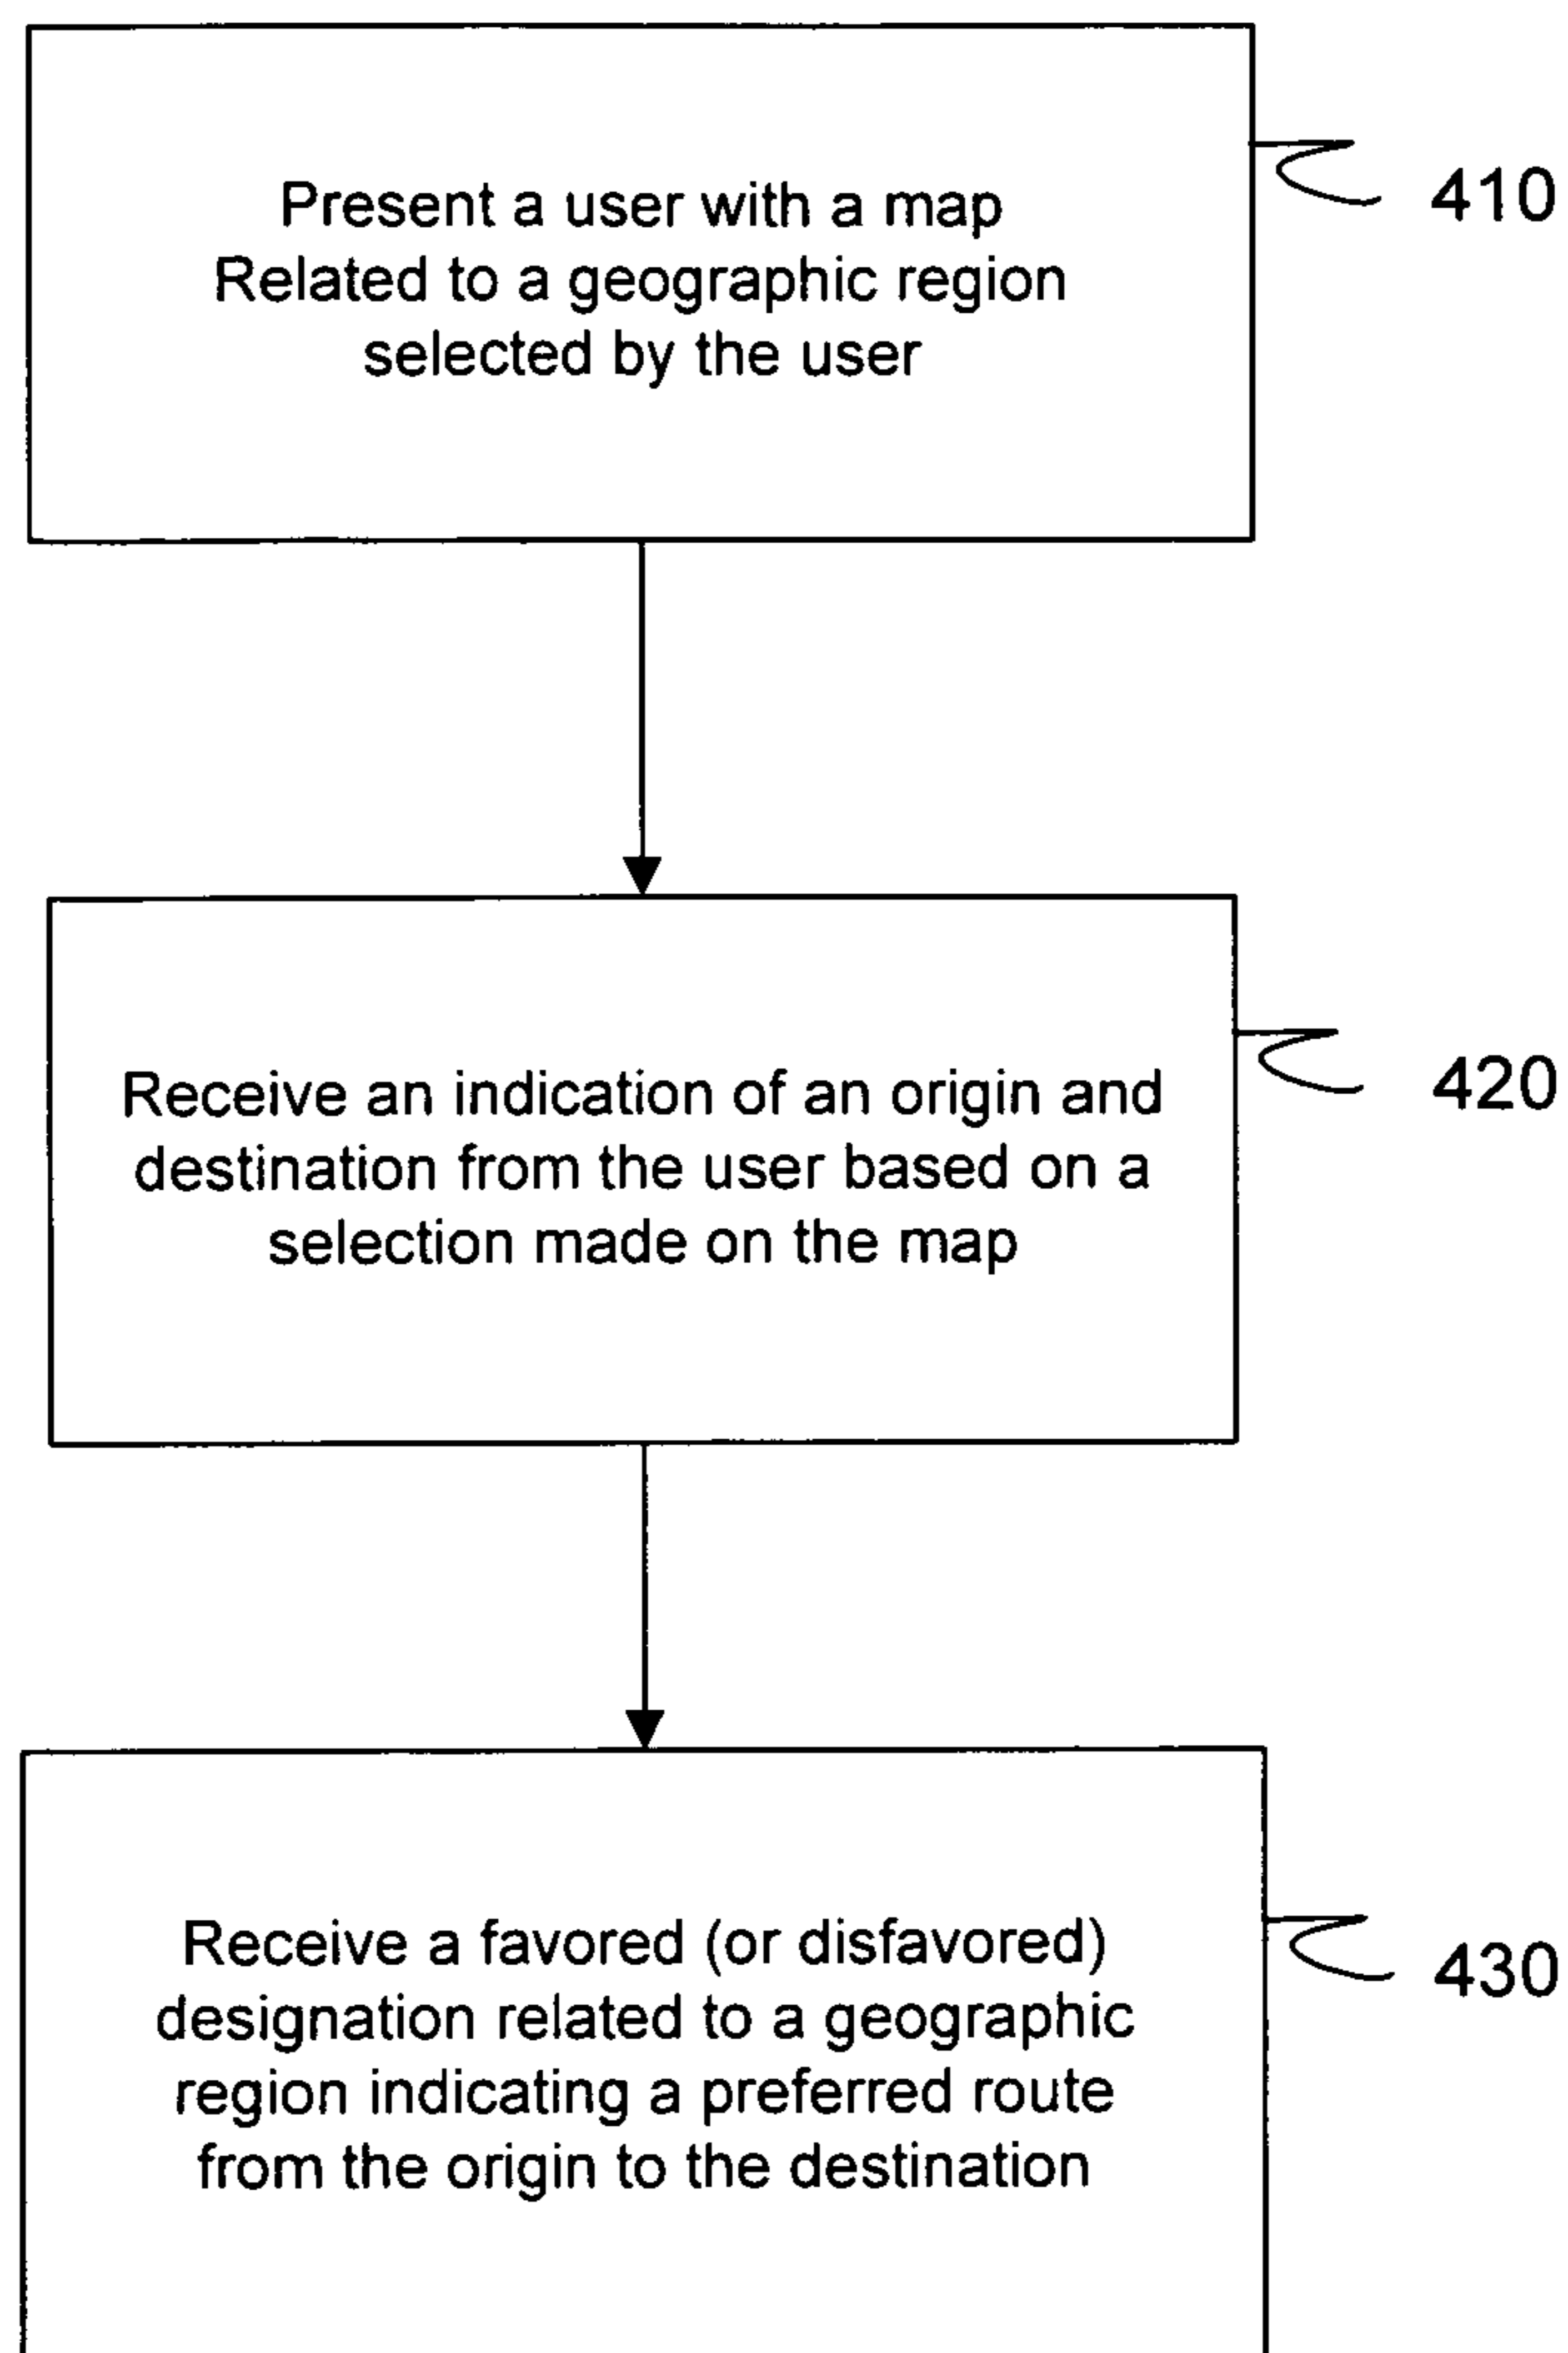 Present a user with a map
Related to a geographic region
selected by the user
410
Receive an indication of an origin and
destination from the user based on a
selection made on the map
420
Receive a favored (or disfavored)
designation related to a geographic
region indicating a preferred route
from the origin to the destination
430